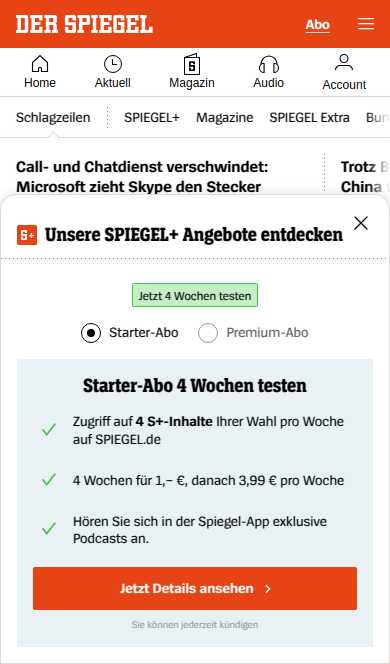 DER SPIEGEL
Abo
Home
Aktuell
Magazin
Audio
Account
Schlagzeilen
SPIEGEL+
Magazine
SPIEGEL Extra
Call- und Chatdienst verschwindet:
Microsoft zieht Skype den Stecker
Trotz
China
S+ Unsere SPIEGEL+ Angebote entdecken
Jetzt 4 Wochen testen
Starter-Abo
Premium-Abo
Starter-Abo 4 Wochen testen
Zugriff auf 4 S+-Inhalte Ihrer Wahl pro Woche
auf SPIEGEL.de
4 Wochen für 1,– €, danach 3,99 € pro Woche
Hören Sie sich in der Spiegel-App exklusive
Podcasts an.
Jetzt Details ansehen
Sie können jederzeit kündigen